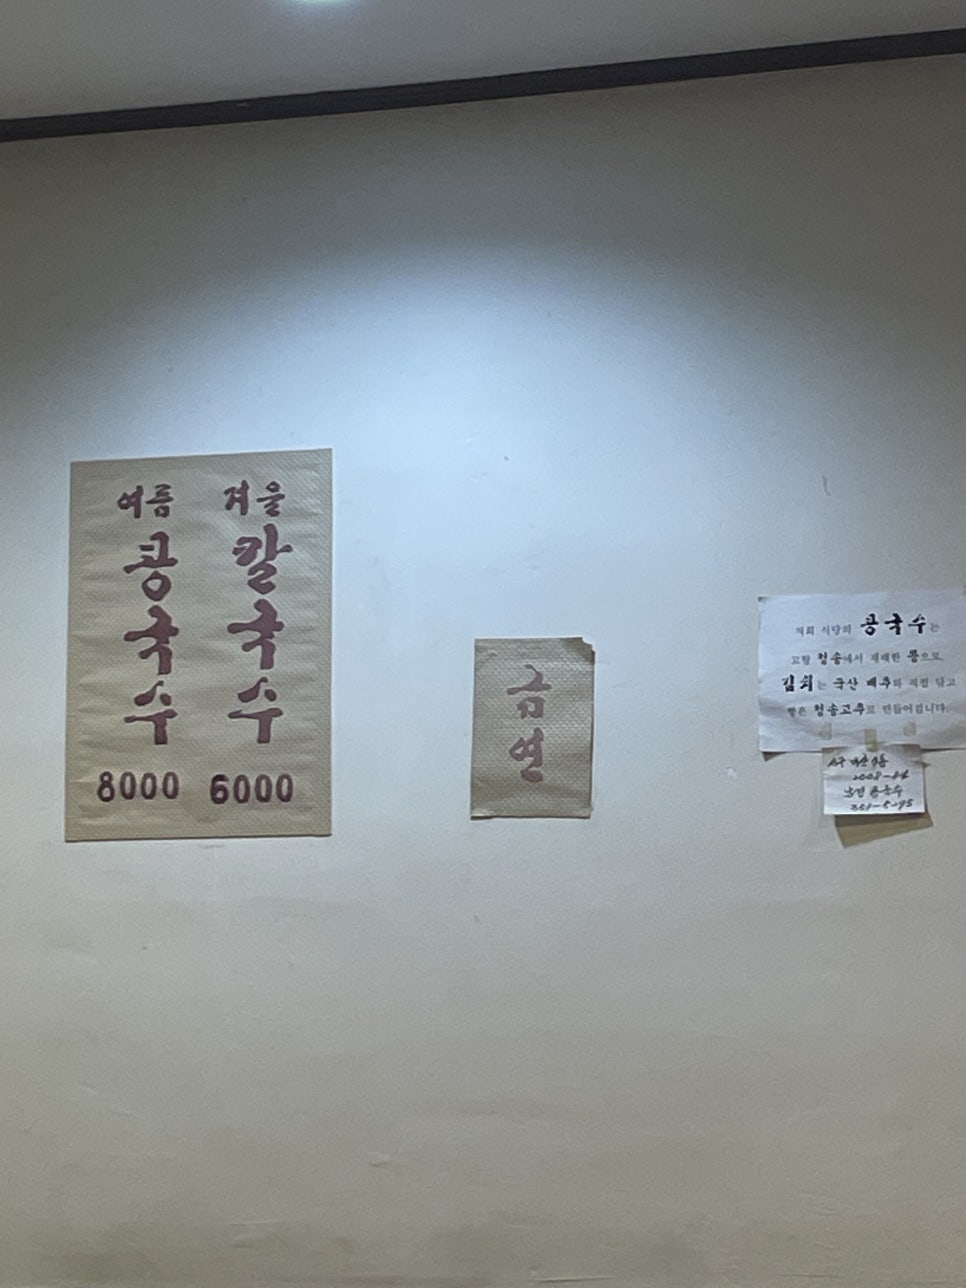 여름 콩국수 8000
겨울 칼국수 6000
금연
저희 식당의 콩국수는
고향 청송에서 재배한 콩으로,
김치는 국산 배추와 직접 담고
빻은 청송고추로 만들어집니다.
콩국수